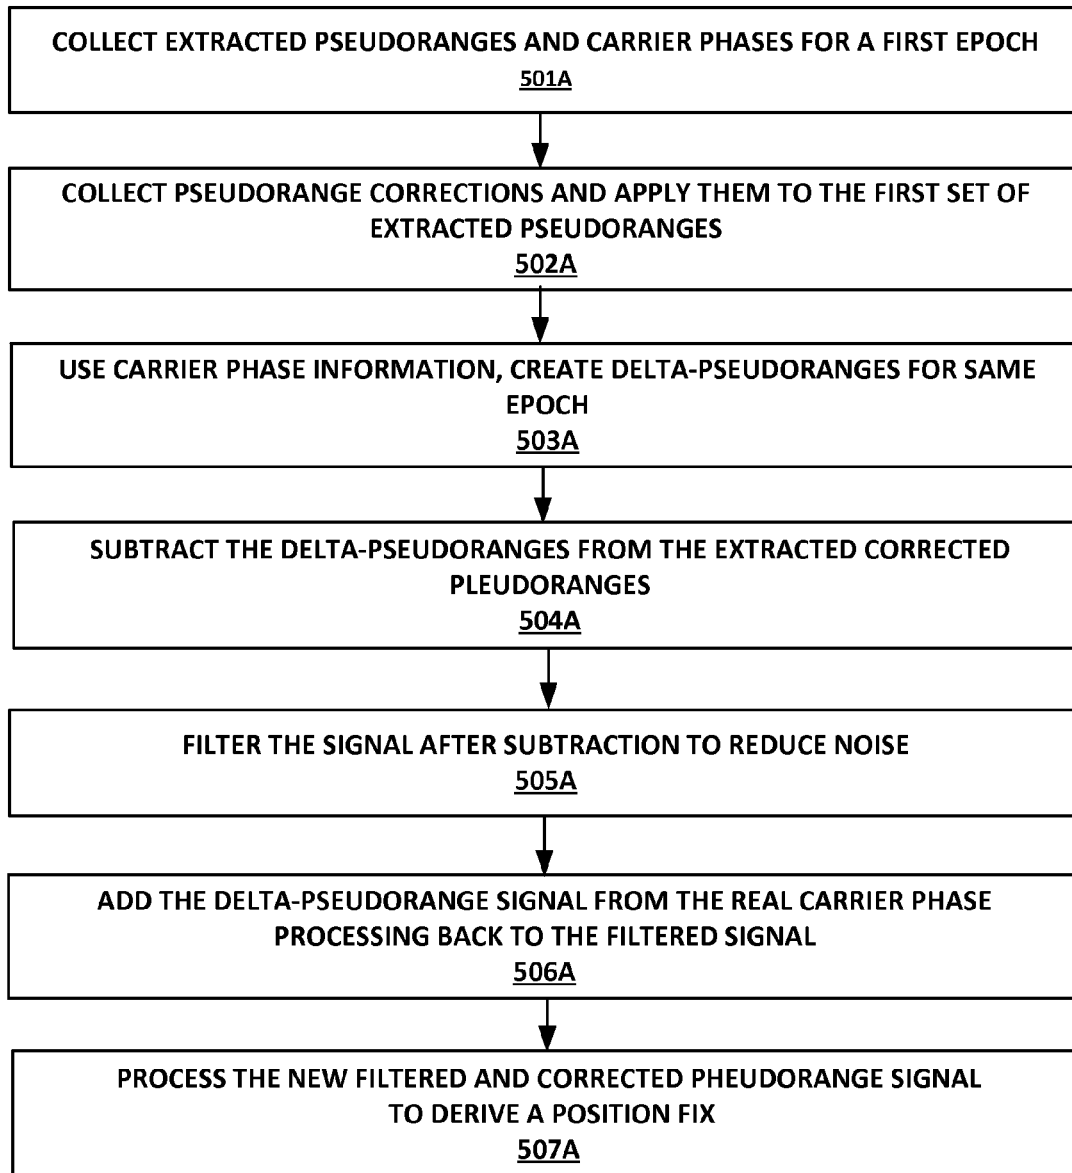 COLLECT EXTRACTED PSEUDORANGES AND CARRIER PHASES FOR A FIRST EPOCH
501A
COLLECT PSEUDORANGE CORRECTIONS AND APPLY THEM TO THE FIRST SET OF
EXTRACTED PSEUDORANGES
502A
USE CARRIER PHASE INFORMATION, CREATE DELTA-PSEUDORANGES FOR SAME
EPOCH
503A
SUBTRACT THE DELTA-PSEUDORANGES FROM THE EXTRACTED CORRECTED
PLEUDORANGES
504A
FILTER THE SIGNAL AFTER SUBTRACTION TO REDUCE NOISE
505A
ADD THE DELTA-PSEUDORANGE SIGNAL FROM THE REAL CARRIER PHASE
PROCESSING BACK TO THE FILTERED SIGNAL
506A
PROCESS THE NEW FILTERED AND CORRECTED PHEUDORANGE SIGNAL
TO DERIVE A POSITION FIX
507A